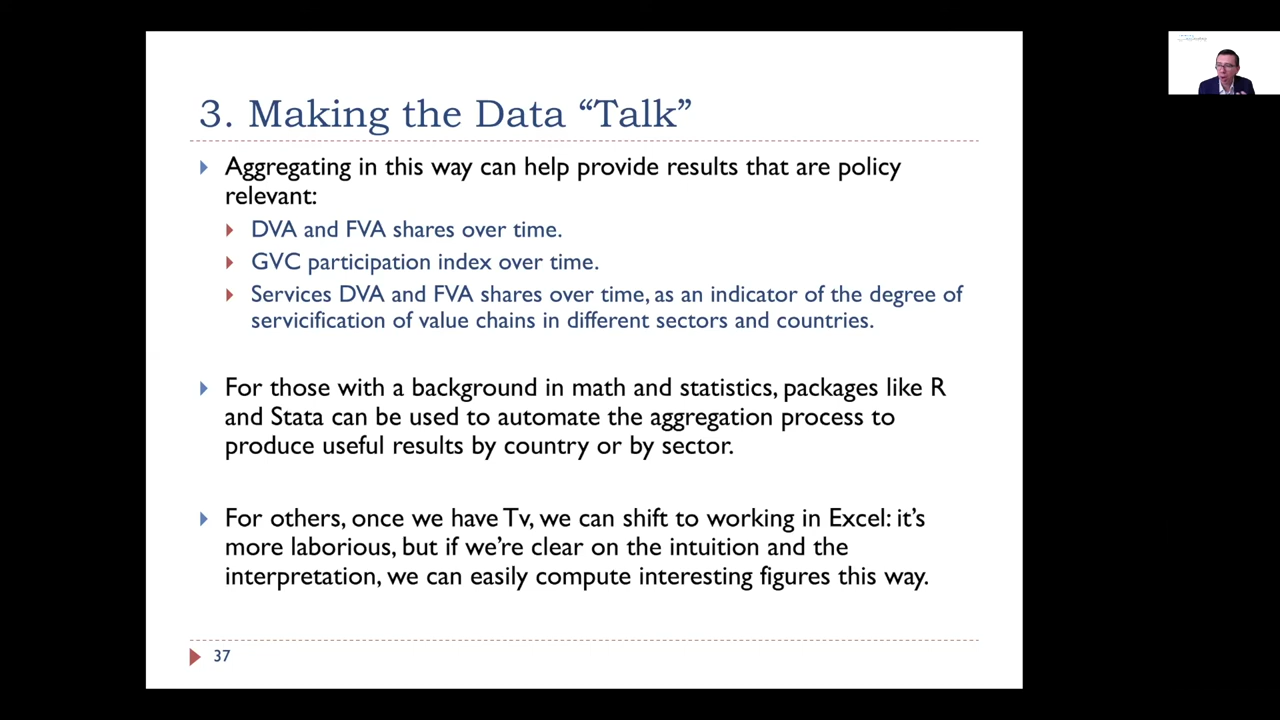 3. Making the Data “Talk”
Aggregating in this way can help provide results that are policy
relevant:
DVA and FVA shares over time.
GVC participation index over time.
Services DVA and FVA shares over time, as an indicator of the degree of
servicification of value chains in different sectors and countries.
For those with a background in math and statistics, packages like R
and Stata can be used to automate the aggregation process to
produce useful results by country or by sector.
For others, once we have Tv, we can shift to working in Excel: it’s
more laborious, but if we’re clear on the intuition and the
interpretation, we can easily compute interesting figures this way.
37